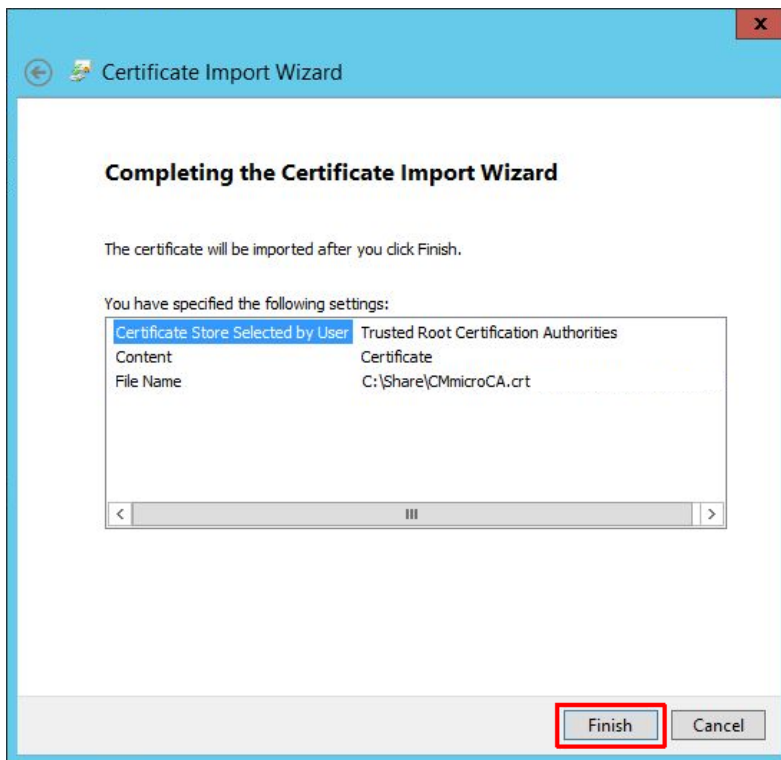 x
Certificate Import Wizard
Completing the Certificate Import Wizard
The certificate will be imported after you click Finish.
You have specified the following settings:
Certificate Store Selected by User Trusted Root Certification Authorities
Content Certificate
File Name C:\Share\CMmicroCA.crt
Finish Cancel